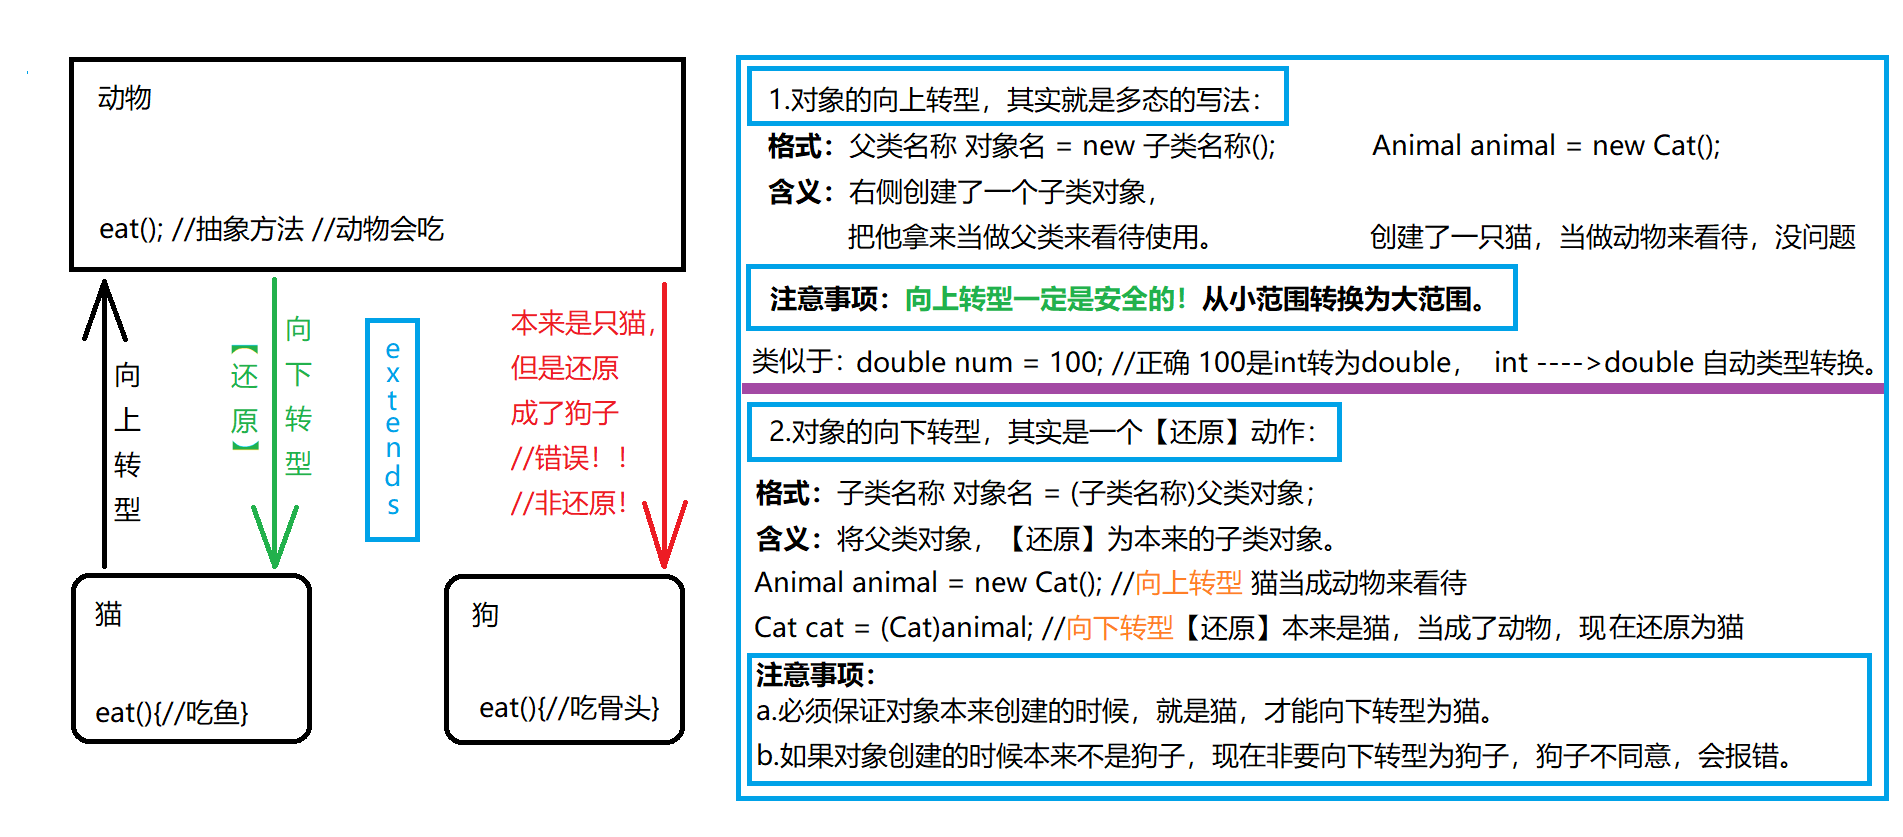 动物
eat(); //抽象方法 //动物会吃
向上转型
【还原】
向下转型
extends
本来是只猫，
但是还原
成了狗子
//错误！！
//非还原！
猫
eat(){//吃鱼}
狗
eat(){//吃骨头}
1.对象的向上转型，其实就是多态的写法：
格式：父类名称 对象名 = new 子类名称(); Animal animal = new Cat();
含义：右侧创建了一个子类对象，
把他拿来当做父类来看待使用。 创建了一只猫，当做动物来看待，没问题
注意事项：向上转型一定是安全的！从小范围转换为大范围。
类似于：double num = 100; //正确 100是int转为double， int ---->double 自动类型转换。
2.对象的向下转型，其实是一个【还原】动作：
格式：子类名称 对象名 = (子类名称)父类对象；
含义：将父类对象，【还原】为本来的子类对象。
Animal animal = new Cat(); //向上转型 猫当成动物来看待
Cat cat = (Cat)animal; //向下转型【还原】本来是猫，当成了动物，现在还原为猫
注意事项：
a.必须保证对象本来创建的时候，就是猫，才能向下转型为猫。
b.如果对象创建的时候本来不是狗子，现在非要向下转型为狗子，狗子不同意，会报错。